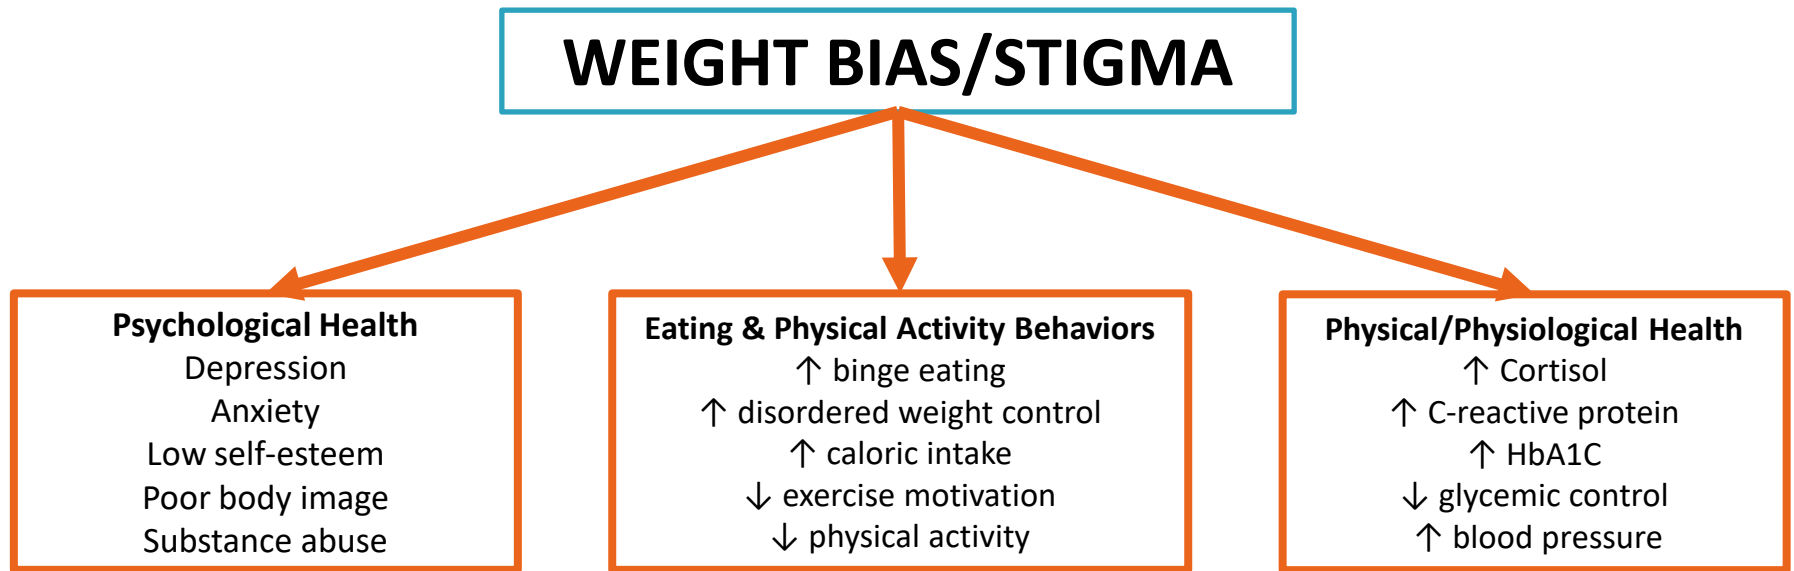 WEIGHT BIAS/STIGMA
Psychological Health
Depression
Anxiety
Low self-esteem
Poor body image
Substance abuse
Eating & Physical Activity Behaviors
↑ binge eating
↑ disordered weight control
↑ caloric intake
↓ exercise motivation
↓ physical activity
Physical/Physiological Health
↑ Cortisol
↑ C-reactive protein
↑ HbA1C
↓ glycemic control
↑ blood pressure